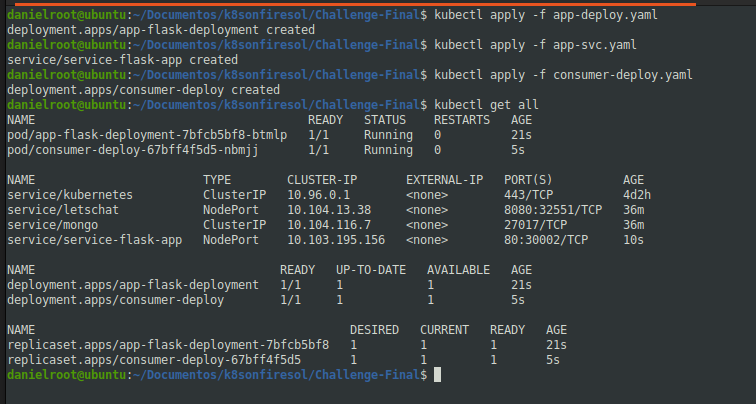 danielroot@ubuntu:~/Documentos/k8sonfiresol/Challenge-Final$ kubectl apply -f app-deploy.yaml
deployment.apps/app-flask-deployment created
danielroot@ubuntu:~/Documentos/k8sonfiresol/Challenge-Final$ kubectl apply -f app-svc.yaml
service/service-flask-app created
danielroot@ubuntu:~/Documentos/k8sonfiresol/Challenge-Final$ kubectl apply -f consumer-deploy.yaml
deployment.apps/consumer-deploy created
danielroot@ubuntu:~/Documentos/k8sonfiresol/Challenge-Final$ kubectl get all
NAME READY STATUS RESTARTS AGE
pod/app-flask-deployment-7bfcb5bf8-btmlp 1/1 Running 0 21s
pod/consumer-deploy-67bff4f5d5-nbmjj 1/1 Running 0 5s
NAME TYPE CLUSTER-IP EXTERNAL-IP PORT(S) AGE
service/kubernetes ClusterIP 10.96.0.1 <none> 443/TCP 4d2h
service/letschat NodePort 10.104.13.38 <none> 8080:32551/TCP 36m
service/mongo ClusterIP 10.104.116.7 <none> 27017/TCP 36m
service/service-flask-app NodePort 10.103.195.156 <none> 80:30002/TCP 10s
NAME READY UP-TO-DATE AVAILABLE AGE
deployment.apps/app-flask-deployment 1/1 1 1 21s
deployment.apps/consumer-deploy 1/1 1 1 5s
NAME DESIRED CURRENT READY AGE
replicaset.apps/app-flask-deployment-7bfcb5bf8 1 1 1 21s
replicaset.apps/consumer-deploy-67bff4f5d5 1 1 1 5s
danielroot@ubuntu:~/Documentos/k8sonfiresol/Challenge-Final$